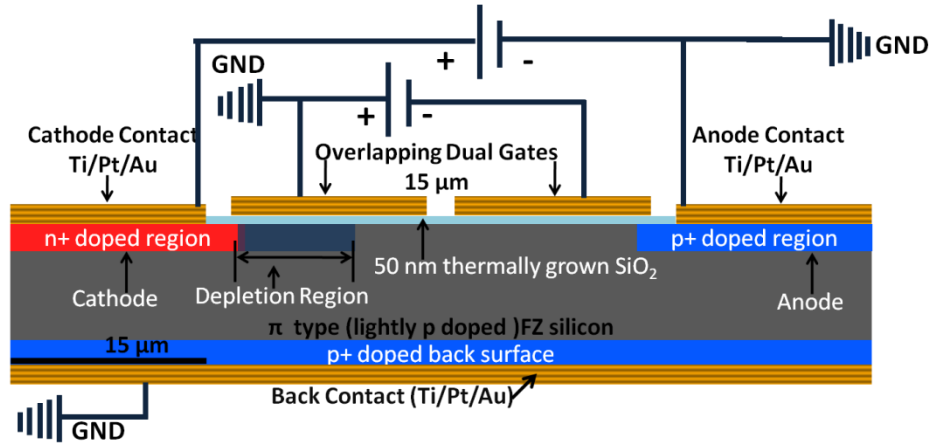 + -
GND
GND
+ -
Cathode Contact
Ti/Pt/Au
Overlapping Dual Gates
15 µm
Anode Contact
Ti/Pt/Au
n+ doped region
p+ doped region
50 nm thermally grown SiO₂
Cathode
Depletion Region
Anode
π type (lightly p doped )FZ silicon
15 µm
p+ doped back surface
Back Contact (Ti/Pt/Au)
GND